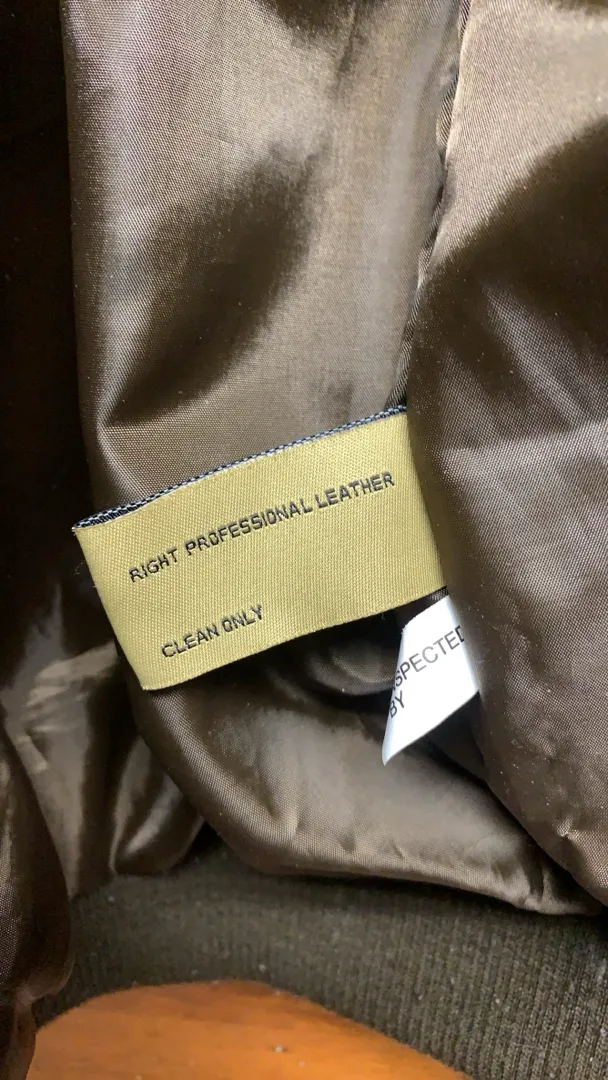 RIGHT PROFESSIONAL LEATHER
CLEAN ONLY
SPECTED
BY